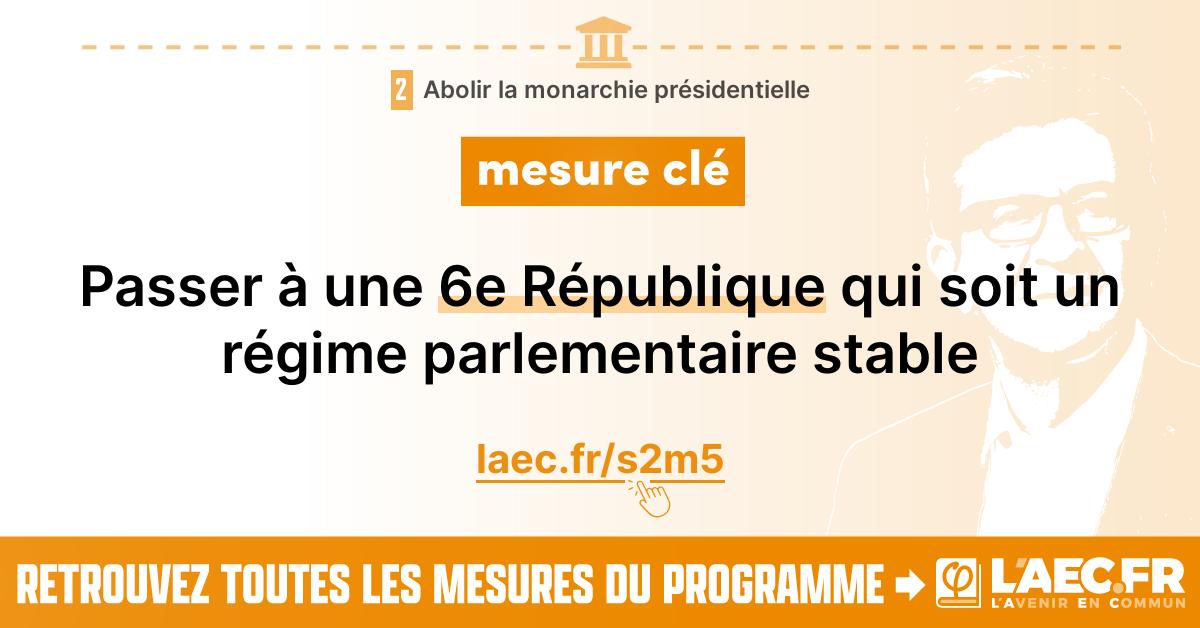 2 Abolir la monarchie présidentielle
mesure clé
Passer à une 6e République qui soit un
régime parlementaire stable
laec.fr/s2m5
RETROUVEZ TOUTES LES MESURES DU PROGRAMME
φ L'AEC.FR
L'AVENIR EN COMMUN